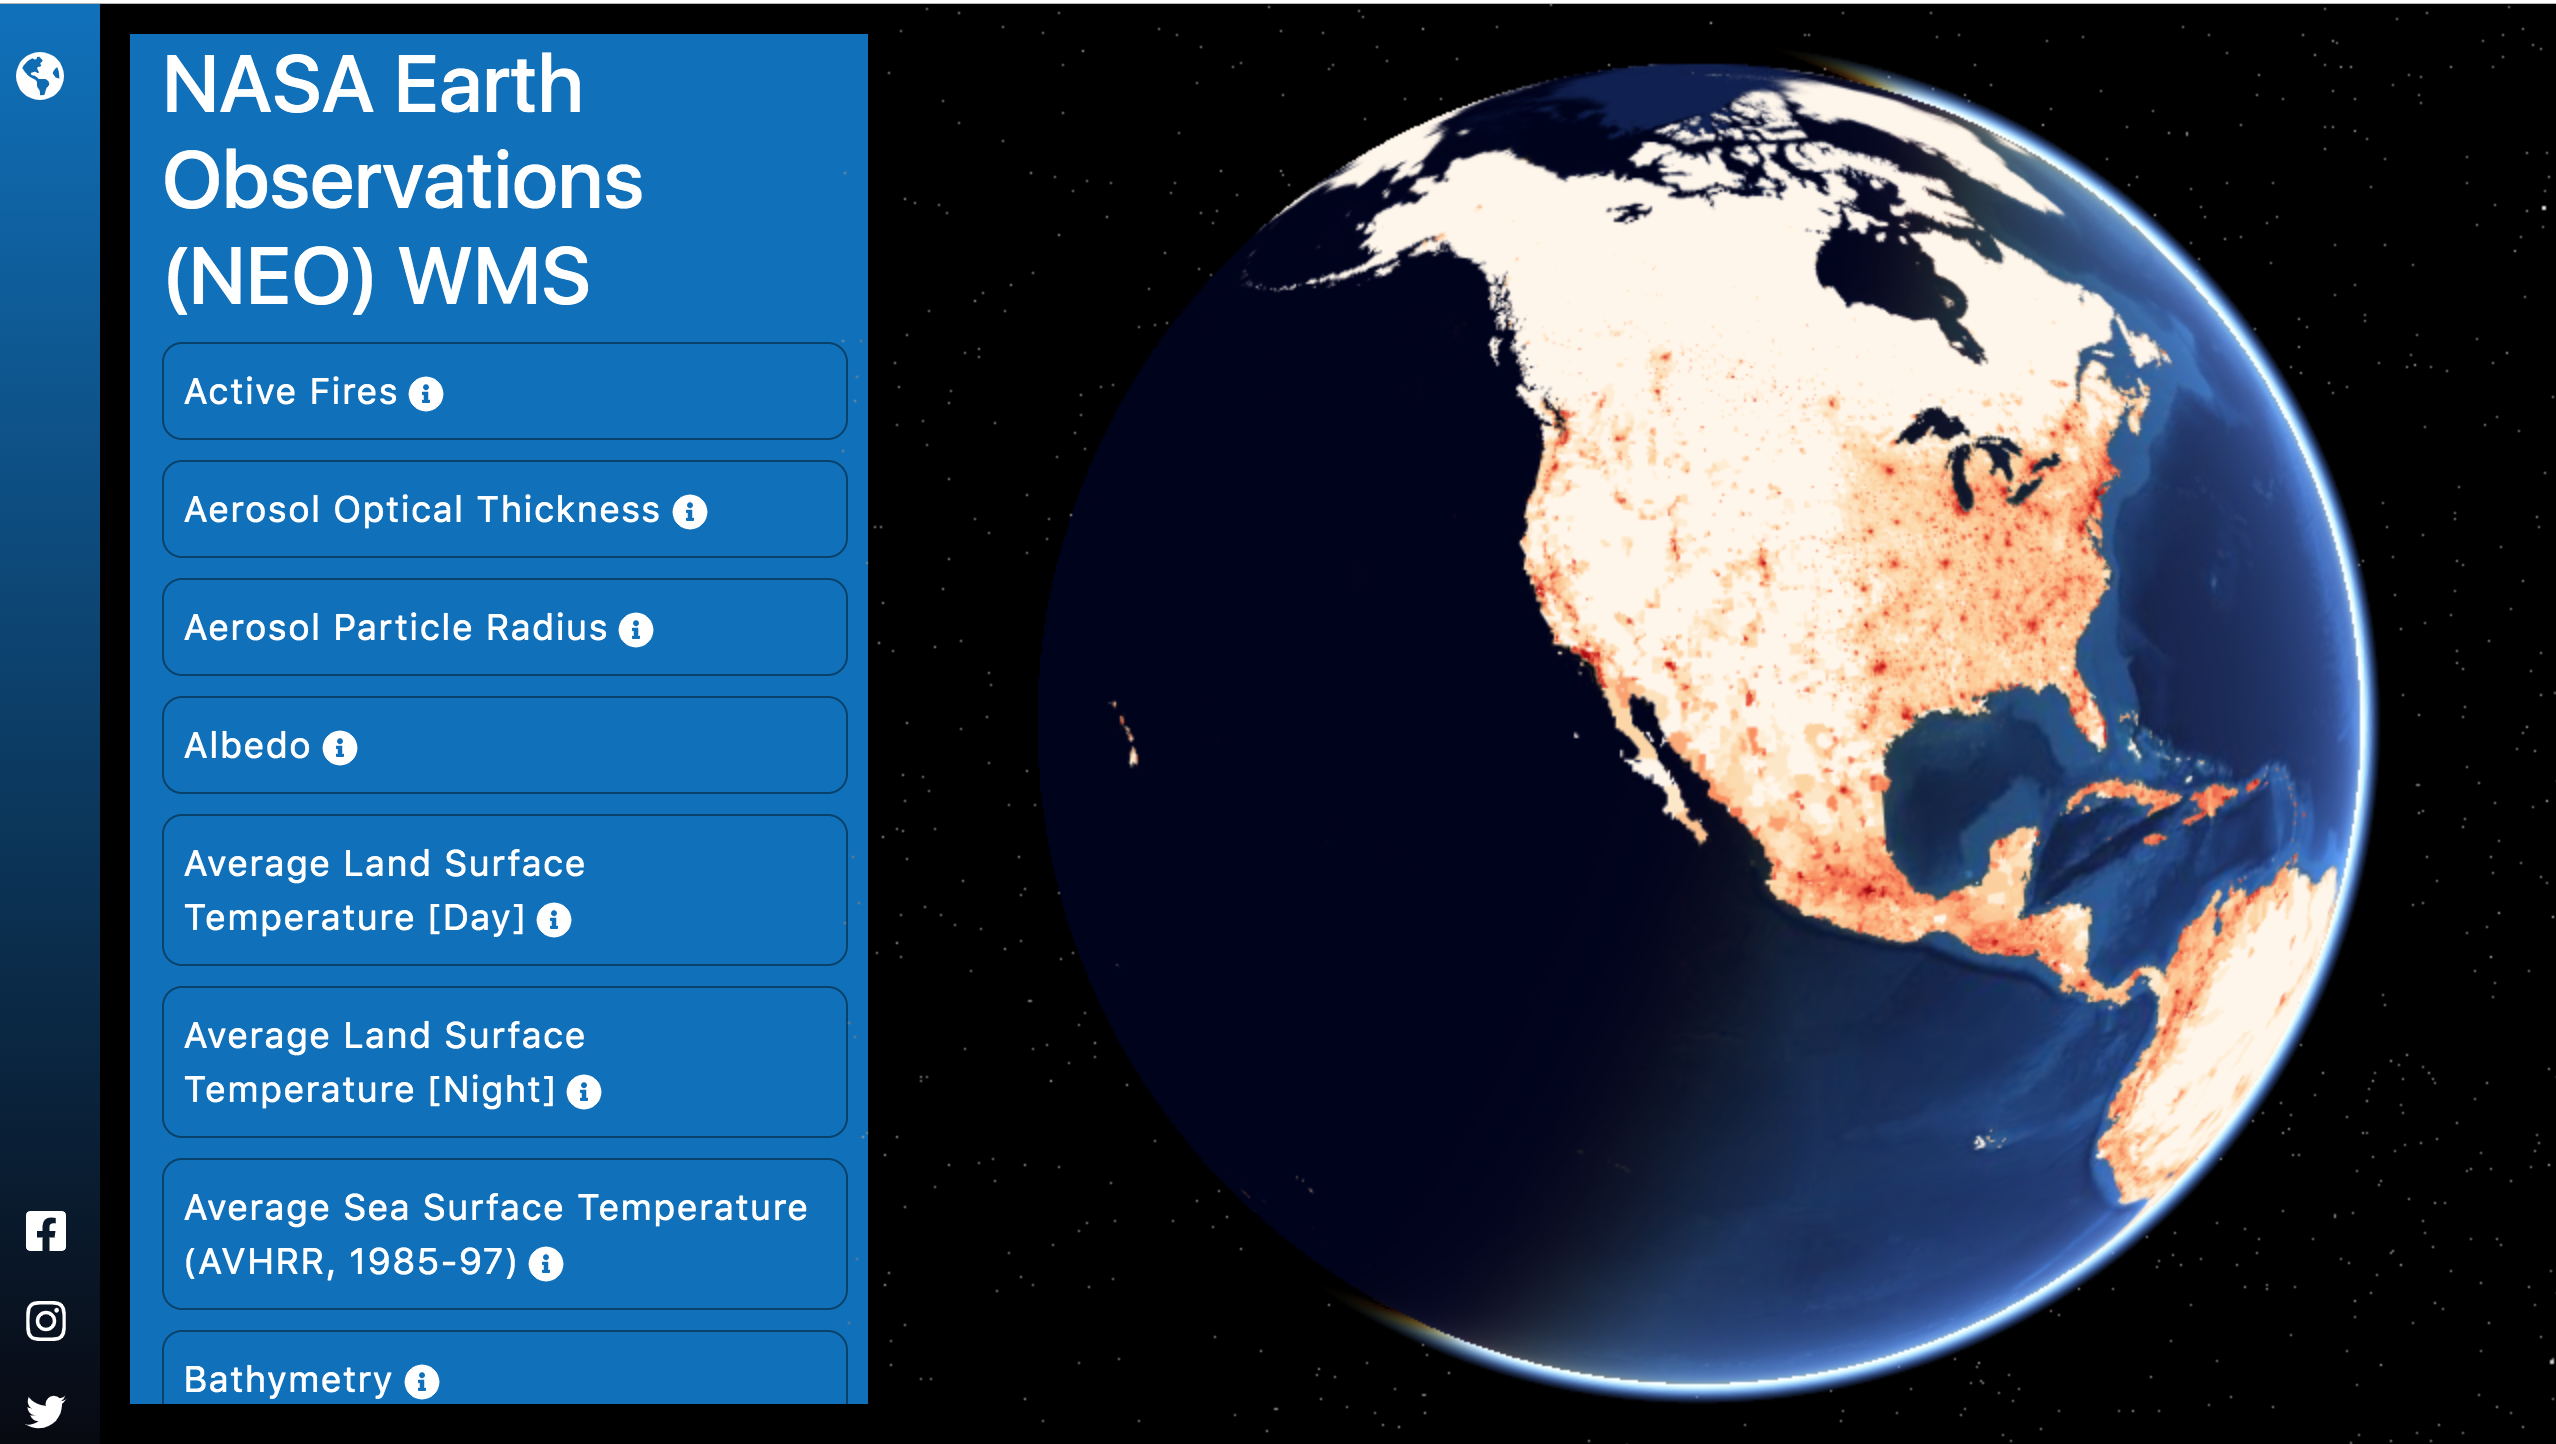 NASA Earth
Observations
(NEO) WMS
Active Fires
Aerosol Optical Thickness
Aerosol Particle Radius
Albedo
Average Land Surface
Temperature [Day]
Average Land Surface
Temperature [Night]
Average Sea Surface Temperature
(AVHRR, 1985-97)
Bathymetry